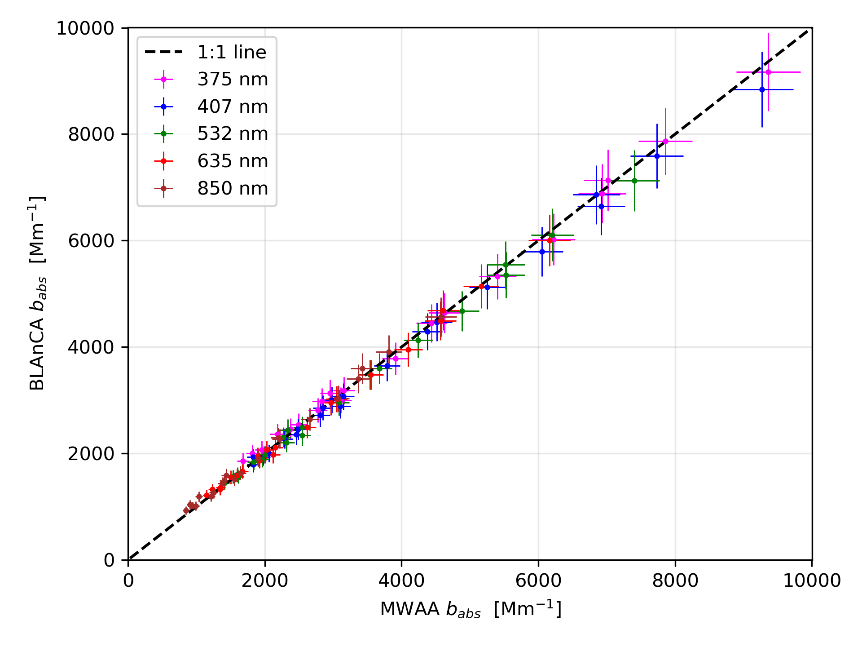 10000
8000
6000
4000
2000
0
BLAnCA b_abs [Mm⁻¹]
1:1 line
375 nm
407 nm
532 nm
635 nm
850 nm
0 2000 4000 6000 8000 10000
MWAA b_abs [Mm⁻¹]